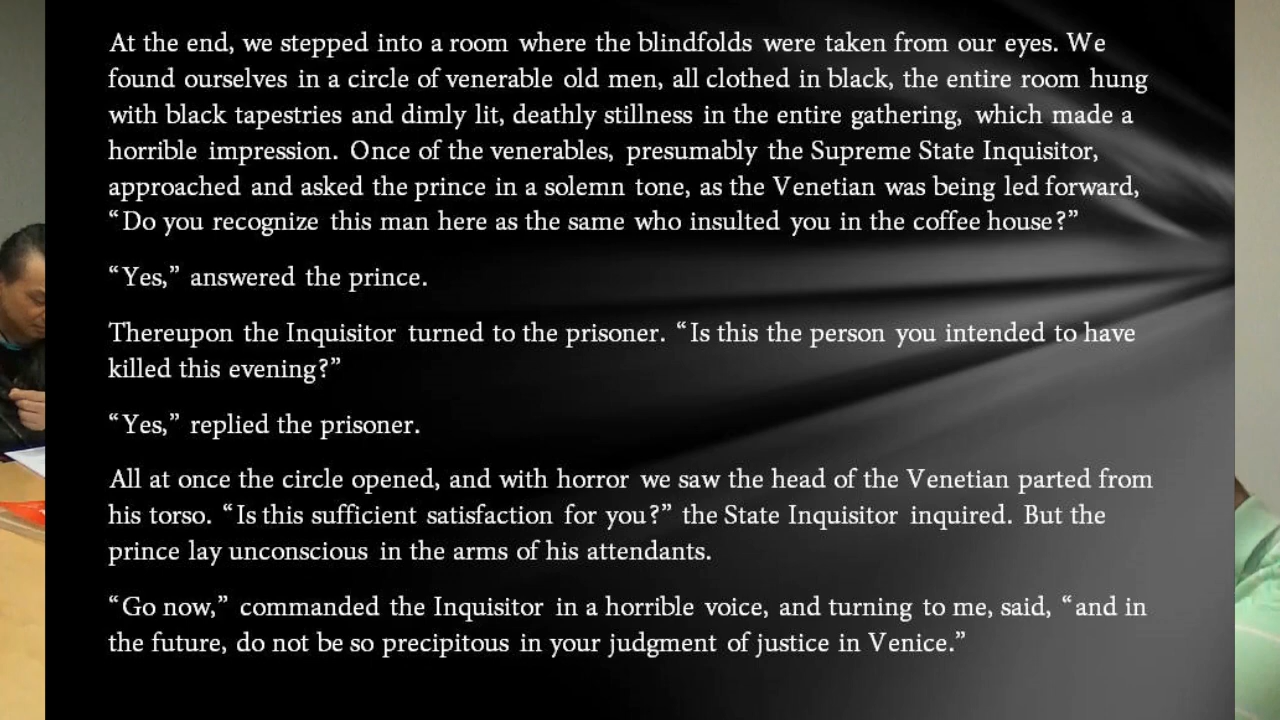 At the end, we stepped into a room where the blindfolds were taken from our eyes. We
found ourselves in a circle of venerable old men, all clothed in black, the entire room hung
with black tapestries and dimly lit, deathly stillness in the entire gathering, which made a
horrible impression. Once of the venerables, presumably the Supreme State Inquisitor,
approached and asked the prince in a solemn tone, as the Venetian was being led forward,
“Do you recognize this man here as the same who insulted you in the coffee house?”
“Yes,” answered the prince.
Thereupon the Inquisitor turned to the prisoner. “Is this the person you intended to have
killed this evening?”
“Yes,” replied the prisoner.
All at once the circle opened, and with horror we saw the head of the Venetian parted from
his torso. “Is this sufficient satisfaction for you?” the State Inquisitor inquired. But the
prince lay unconscious in the arms of his attendants.
“Go now,” commanded the Inquisitor in a horrible voice, and turning to me, said, “and in
the future, do not be so precipitous in your judgment of justice in Venice.”